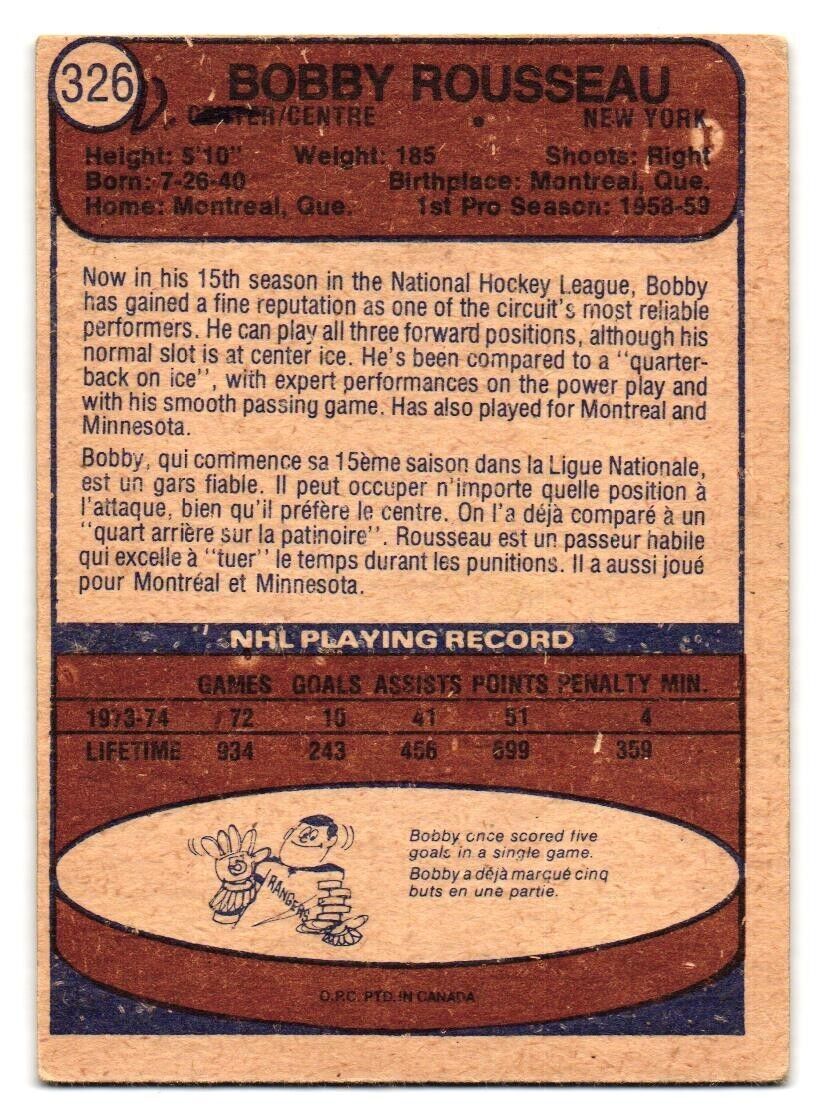 326
BOBBY ROUSSEAU
/CENTRE • NEW YORK
Height: 5'10" Weight: 185 Shoots: Right
Born: 7-26-40 Birthplace: Montreal, Que.
Home: Montreal, Que. 1st Pro Season: 1958-59
Now in his 15th season in the National Hockey League, Bobby
has gained a fine reputation as one of the circuit's most reliable
performers. He can play all three forward positions, although his
normal slot is at center ice. He's been compared to a "quarter-
back on ice", with expert performances on the power play and
with his smooth passing game. Has also played for Montreal and
Minnesota.
Bobby, qui commence sa 15ème saison dans la Ligue Nationale,
est un gars fiable. Il peut occuper n'importe quelle position à
l'attaque, bien qu'il préfère le centre. On l'a déjà comparé à un
"quart arrière sur la patinoire". Rousseau est un passeur habile
qui excelle à "tuer" le temps durant les punitions. Il a aussi joué
pour Montréal et Minnesota.
NHL PLAYING RECORD
GAMES GOALS ASSISTS POINTS PENALTY MIN.
1973-74 72 10 41 51 4
LIFETIME 934 243 456 699 359
Bobby once scored five
goals in a single game.
Bobby a déjà marqué cinq
buts en une partie.
5
RANGERS
O.P.C. PTD. IN CANADA